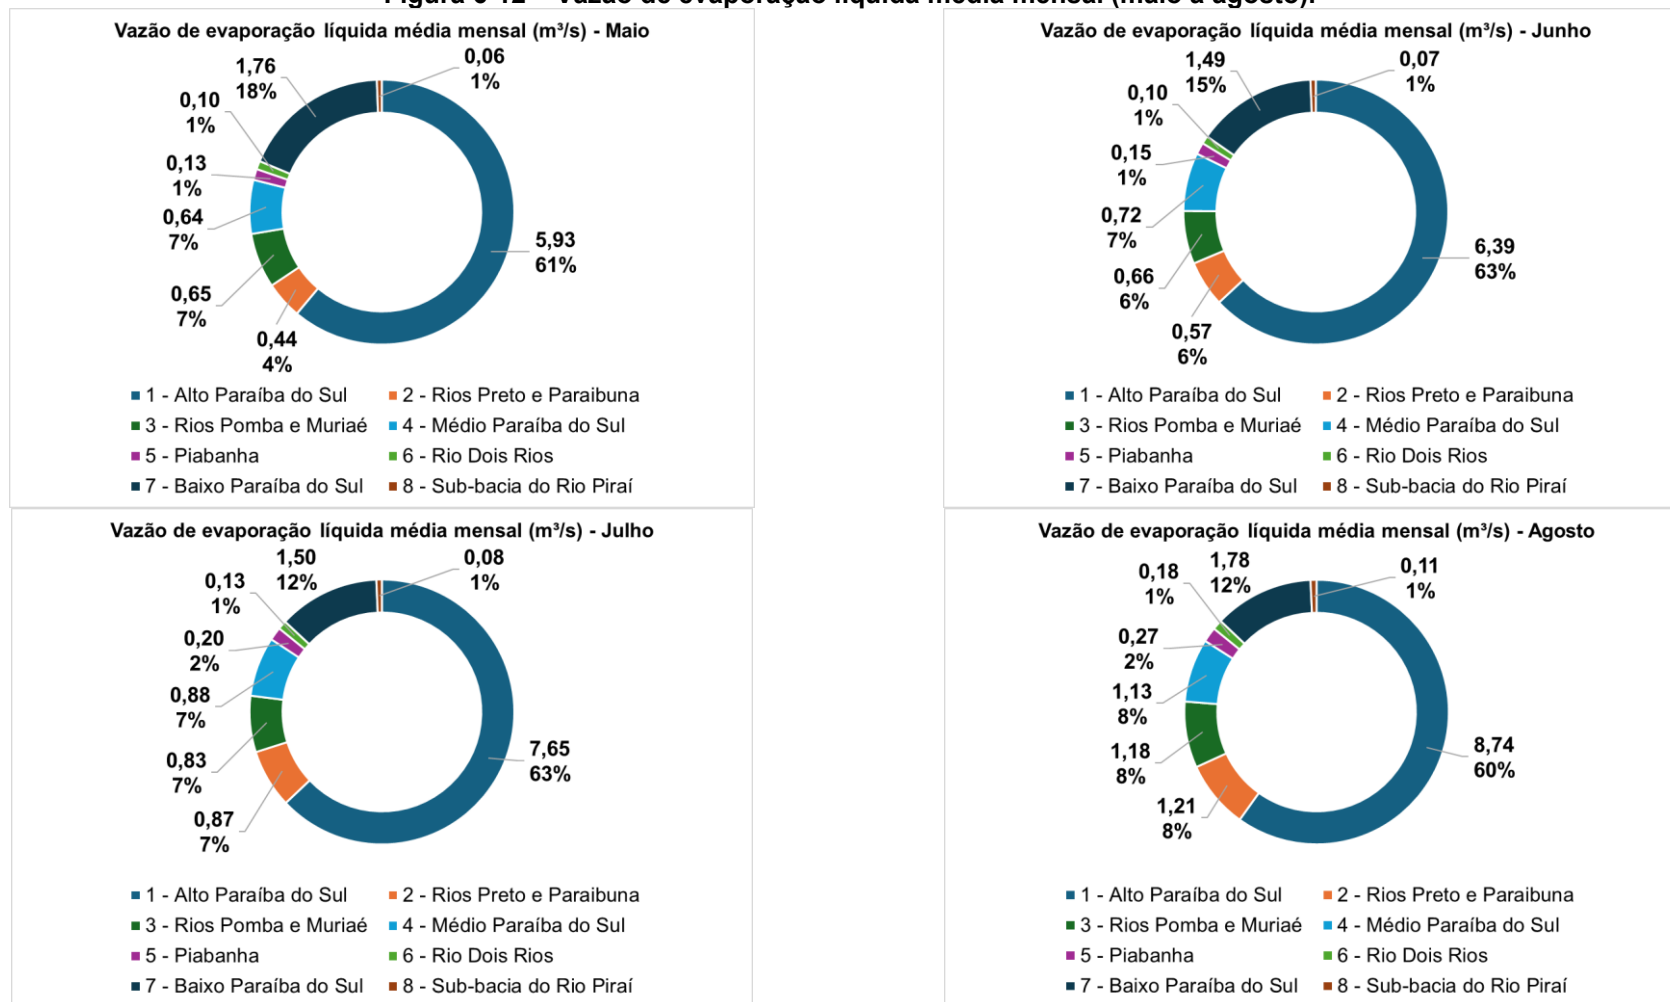 Figura 6-12 – Vazão de evaporação líquida média mensal (maio a agosto).
Vazão de evaporação líquida média mensal (m³/s) - Maio
0,06
1%
1,76
18%
0,10
1%
0,13
1%
0,64
7%
0,65
7%
0,44
4%
5,93
61%
1 - Alto Paraíba do Sul
2 - Rios Preto e Paraibuna
3 - Rios Pomba e Muriaé
4 - Médio Paraíba do Sul
5 - Piabanha
6 - Rio Dois Rios
7 - Baixo Paraíba do Sul
8 - Sub-bacia do Rio Piraí
Vazão de evaporação líquida média mensal (m³/s) - Junho
0,07
1%
1,49
15%
0,10
1%
0,15
1%
0,72
7%
0,66
6%
0,57
6%
6,39
63%
1 - Alto Paraíba do Sul
2 - Rios Preto e Paraibuna
3 - Rios Pomba e Muriaé
4 - Médio Paraíba do Sul
5 - Piabanha
6 - Rio Dois Rios
7 - Baixo Paraíba do Sul
8 - Sub-bacia do Rio Piraí
Vazão de evaporação líquida média mensal (m³/s) - Julho
0,08
1%
1,50
12%
0,13
1%
0,20
2%
0,88
7%
0,83
7%
0,87
7%
7,65
63%
1 - Alto Paraíba do Sul
2 - Rios Preto e Paraibuna
3 - Rios Pomba e Muriaé
4 - Médio Paraíba do Sul
5 - Piabanha
6 - Rio Dois Rios
7 - Baixo Paraíba do Sul
8 - Sub-bacia do Rio Piraí
Vazão de evaporação líquida média mensal (m³/s) - Agosto
0,11
1%
1,78
12%
0,18
1%
0,27
2%
1,13
8%
1,18
8%
1,21
8%
8,74
60%
1 - Alto Paraíba do Sul
2 - Rios Preto e Paraibuna
3 - Rios Pomba e Muriaé
4 - Médio Paraíba do Sul
5 - Piabanha
6 - Rio Dois Rios
7 - Baixo Paraíba do Sul
8 - Sub-bacia do Rio Piraí